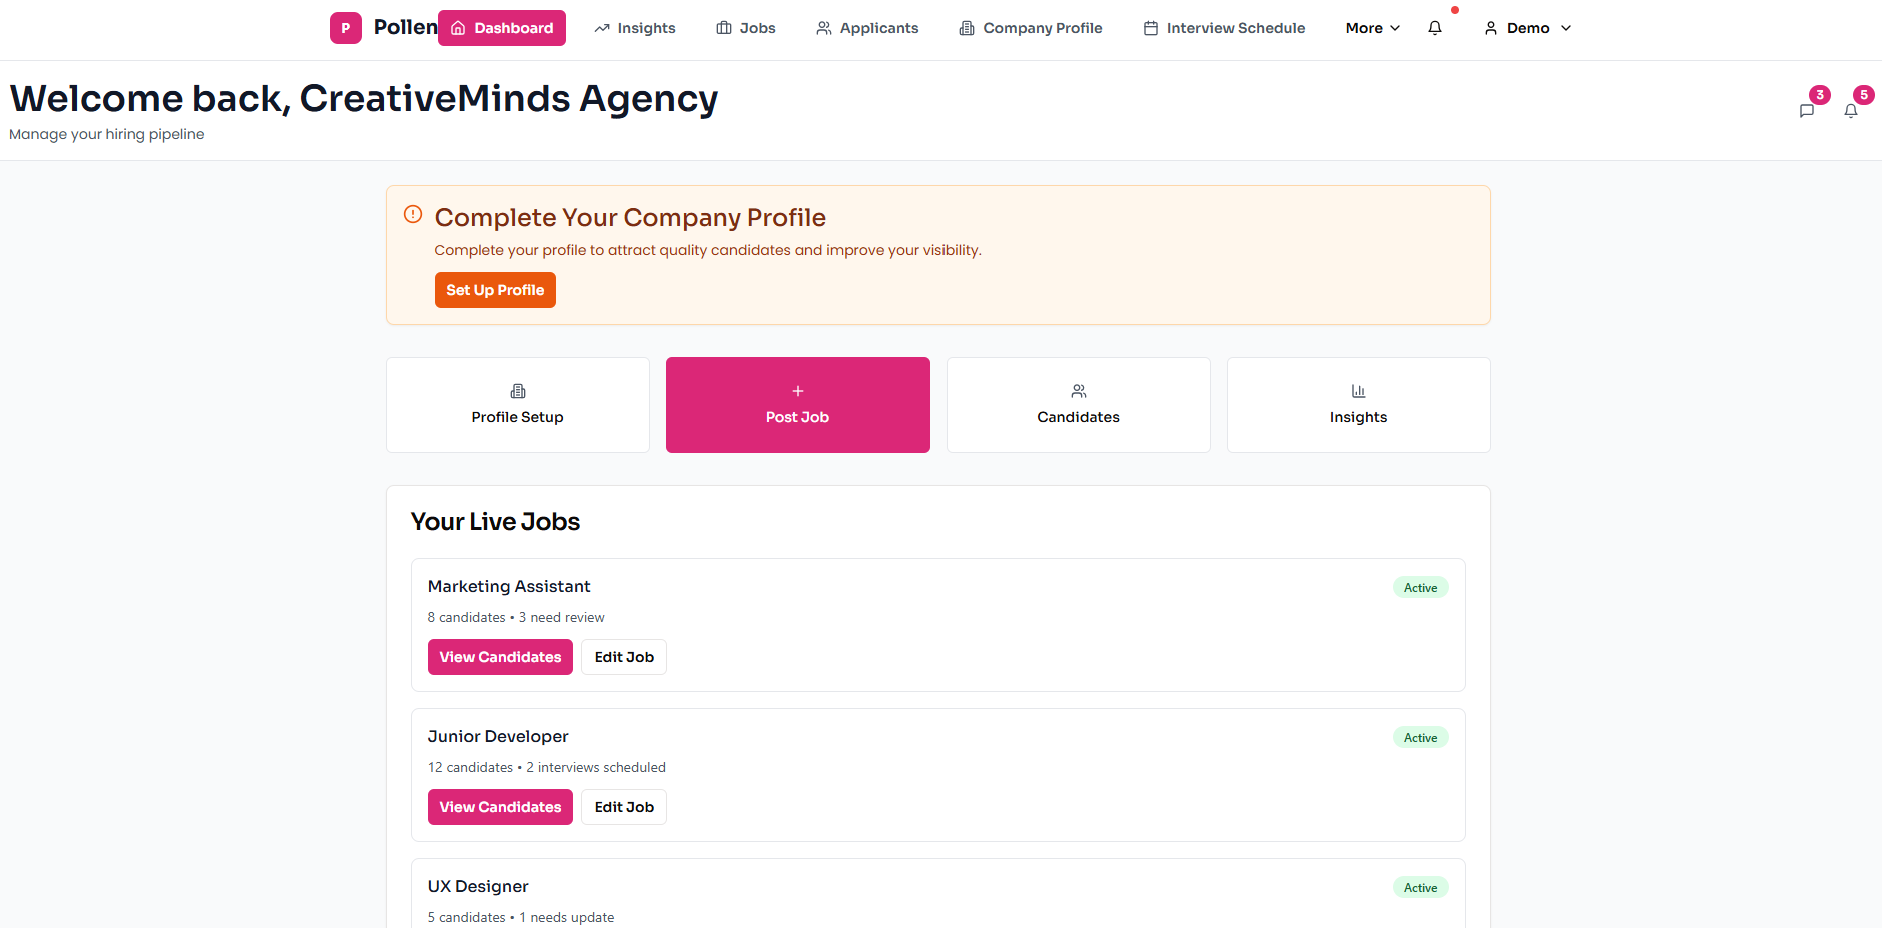 P Pollen Dashboard Insights Jobs Applicants Company Profile Interview Schedule More Demo
Welcome back, CreativeMinds Agency
3 5
Manage your hiring pipeline
Complete Your Company Profile
Complete your profile to attract quality candidates and improve your visibility.
Set Up Profile
Profile Setup Post Job Candidates Insights
Your Live Jobs
Marketing Assistant Active
8 candidates • 3 need review
View Candidates Edit Job
Junior Developer Active
12 candidates • 2 interviews scheduled
View Candidates Edit Job
UX Designer Active
5 candidates • 1 needs update